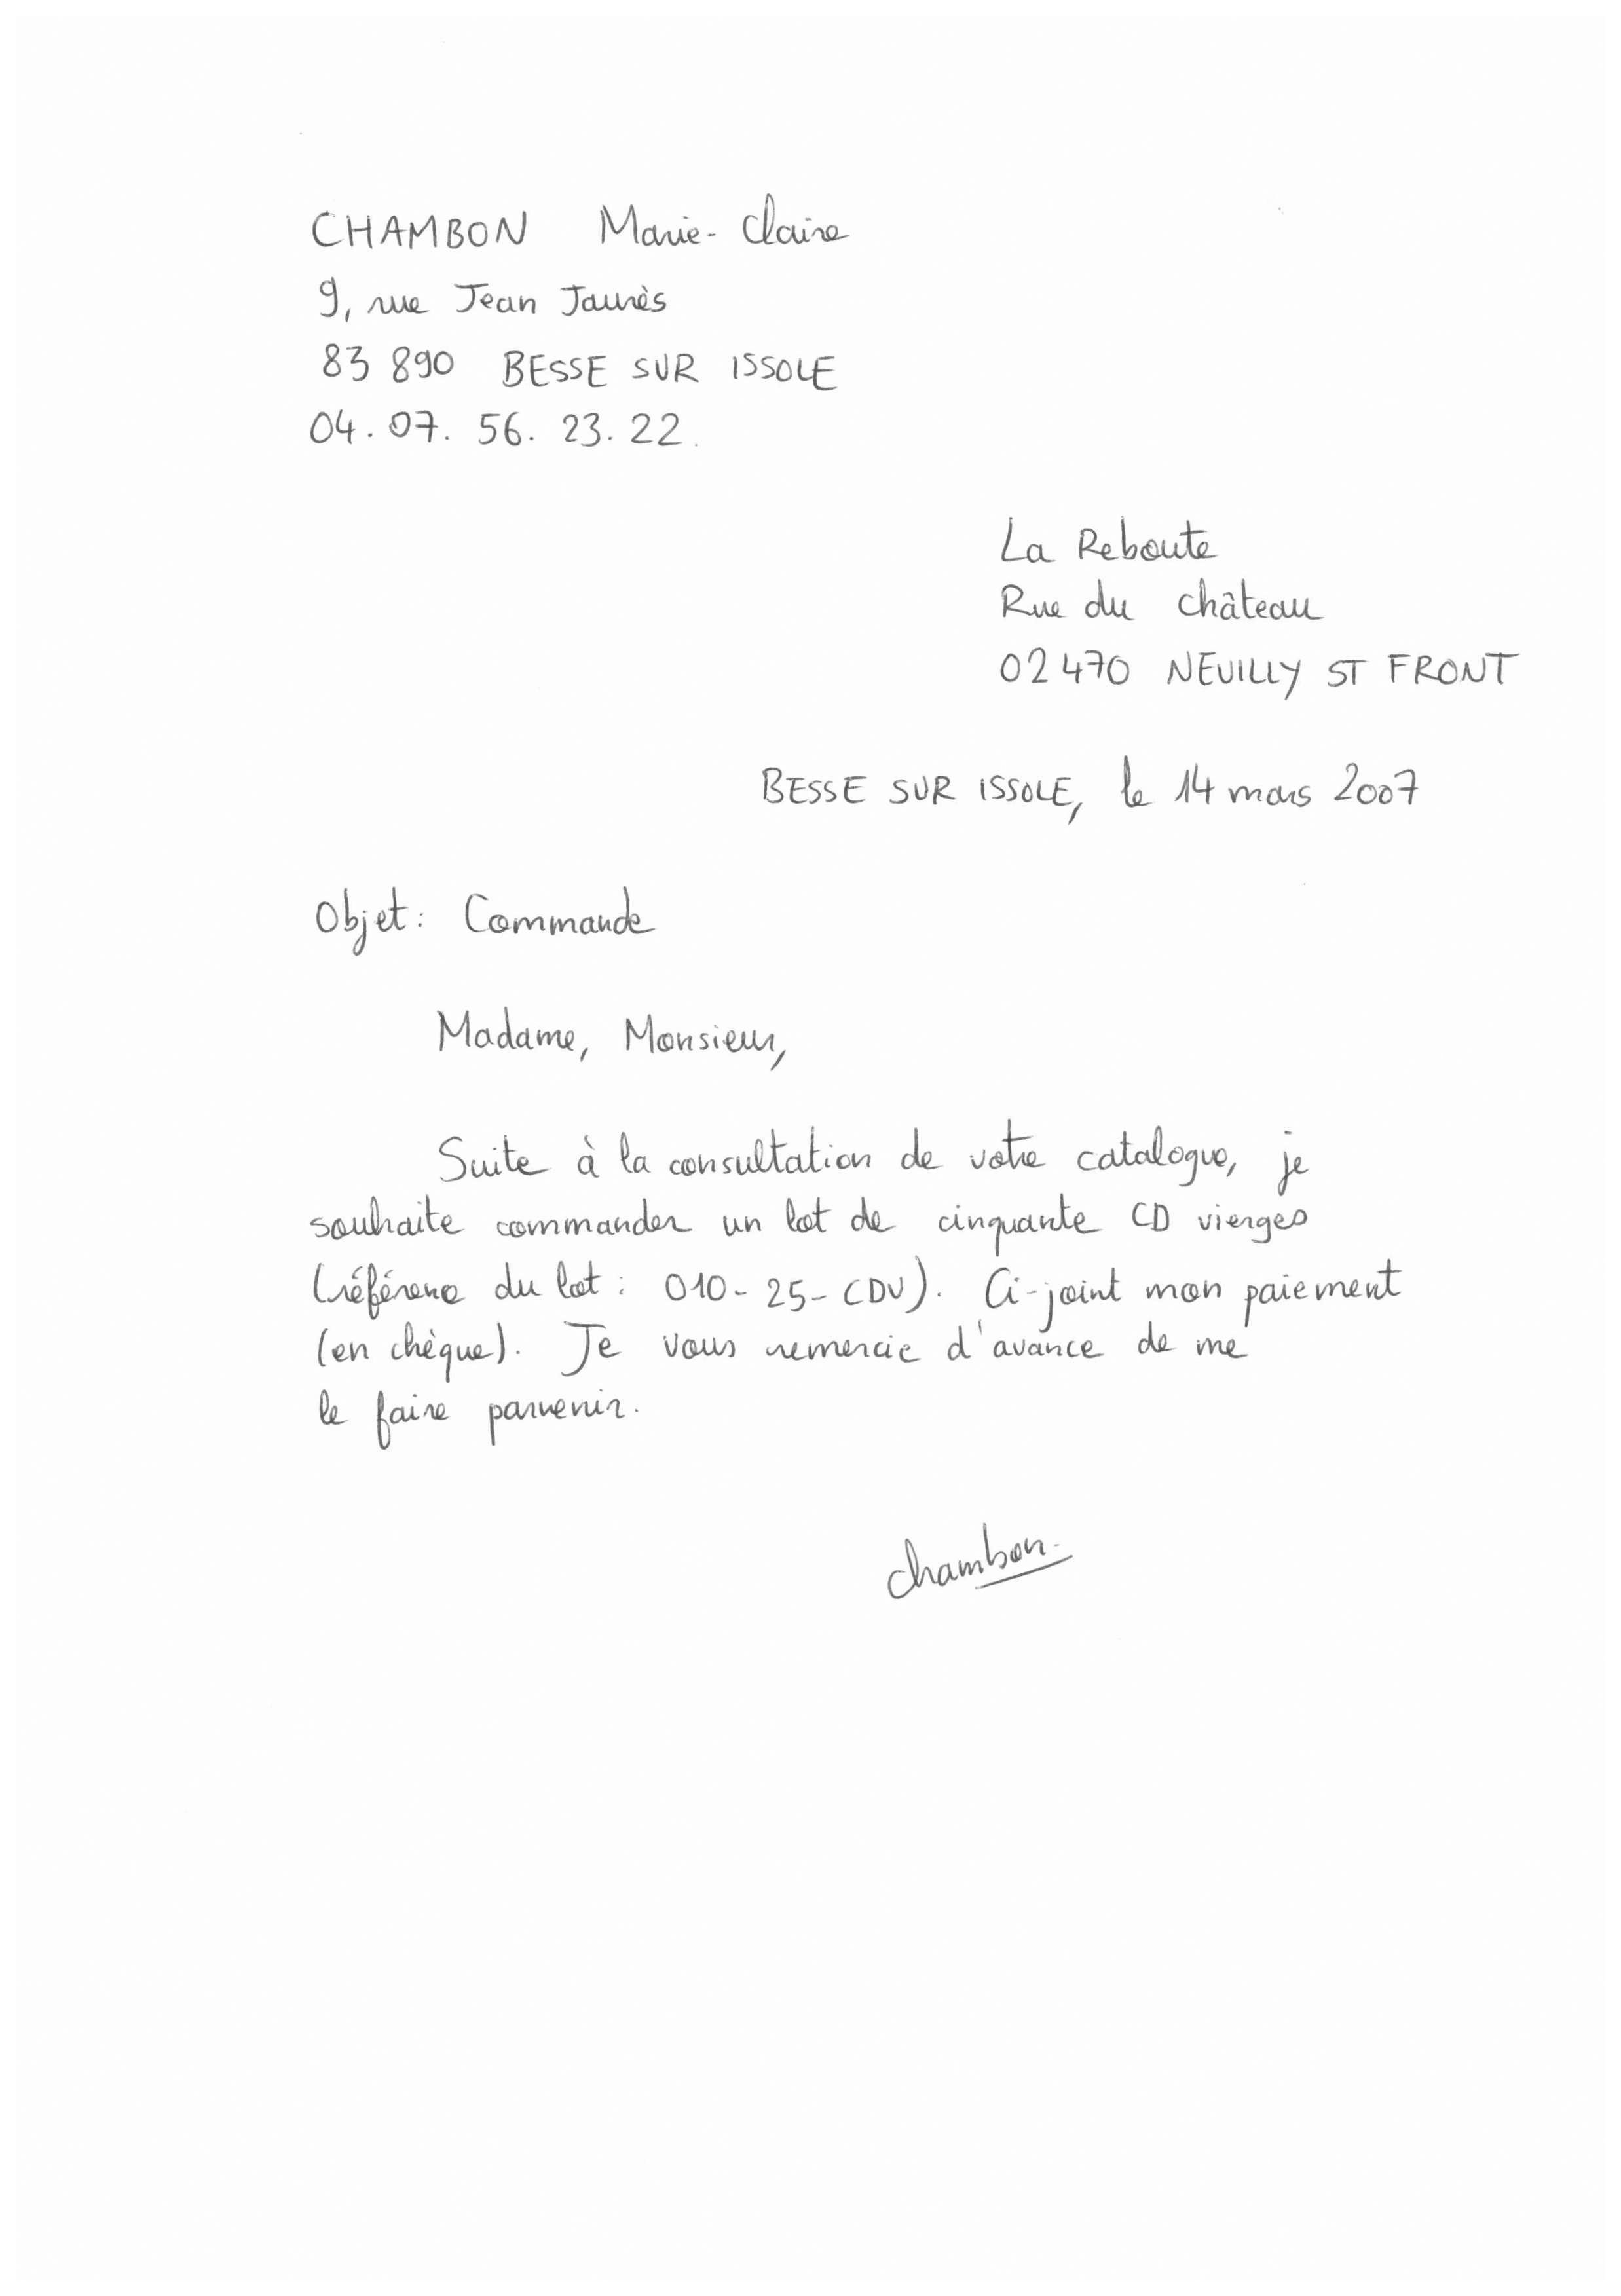 CHAMBON Marie-Claire
9, rue Jean Jaurès
83 890 BESSE SUR ISSOLE
04. 07. 56. 23. 22.
La Reboute
Rue du château
02470 NEUILLY ST FRONT
BESSE SUR ISSOLE, le 14 mars 2007
Objet: Commande
Madame, Monsieur,
Suite à la consultation de votre catalogue, je
souhaite commander un lot de cinquante CD vierges
(référence du lot : 010-25-CDV). Ci-joint mon paiement
(en chèque). Je vous remercie d'avance de me
le faire parvenir.
Chambon.